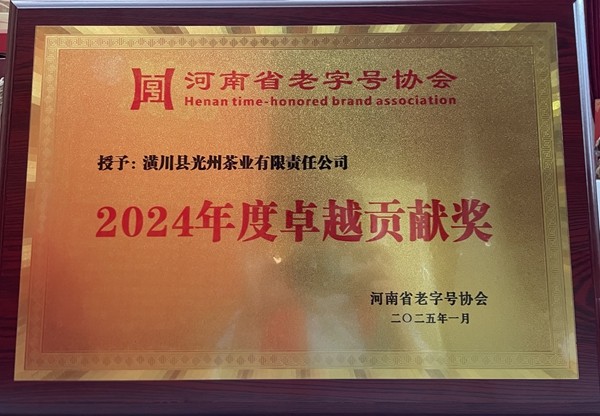 河南省老字号协会
Henan time-honored brand association
授予：潢川县光州茶业有限责任公司
2024年度卓越贡献奖
河南省老字号协会
二〇二五年一月